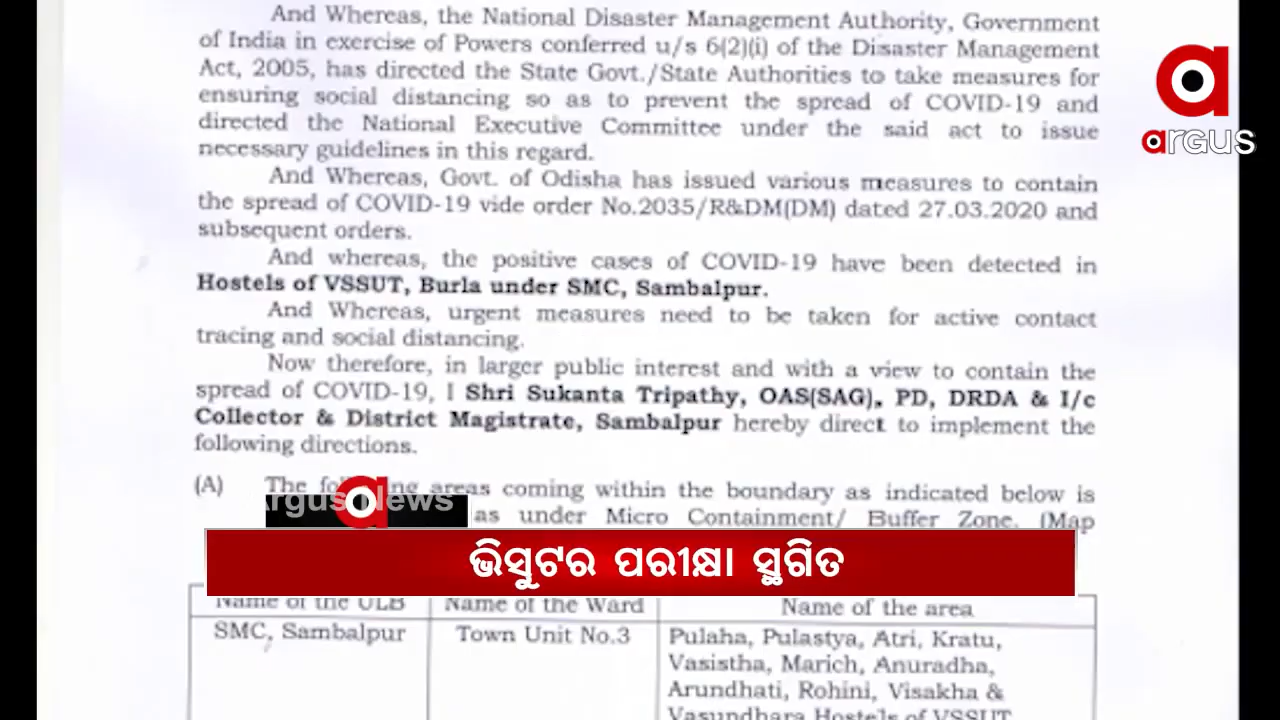 And Whereas, the National Disaster Management Authority, Government
of India in exercise of Powers conferred u/s 6(2)(i) of the Disaster Management
Act, 2005, has directed the State Govt./State Authorities to take measures for
ensuring social distancing so as to prevent the spread of COVID-19 and
directed the National Executive Committee under the said act to issue
necessary guidelines in this regard.
And Whereas, Govt. of Odisha has issued various measures to contain
the spread of COVID-19 vide order No.2035/R&DM(DM) dated 27.03.2020 and
subsequent orders.
And whereas, the positive cases of COVID-19 have been detected in
Hostels of VSSUT, Burla under SMC, Sambalpur.
And Whereas, urgent measures need to be taken for active contact
tracing and social distancing.
Now therefore, in larger public interest and with a view to contain the
spread of COVID-19, I Shri Sukanta Tripathy, OAS(SAG), PD, DRDA & I/c
Collector & District Magistrate, Sambalpur hereby direct to implement the
following directions.
(A) The following areas coming within the boundary as indicated below is
as under Micro Containment/ Buffer Zone. (Map
Argus News
ଭିସୁଟର ପରୀକ୍ଷା ସ୍ଥଗିତ
Name of the ULB Name of the Ward Name of the area
SMC, Sambalpur Town Unit No.3 Pulaha, Pulastya, Atri, Kratu,
Vasistha, Marich, Anuradha,
Arundhati, Rohini, Visakha &
Vasundhara Hostels of VSSUT
argus